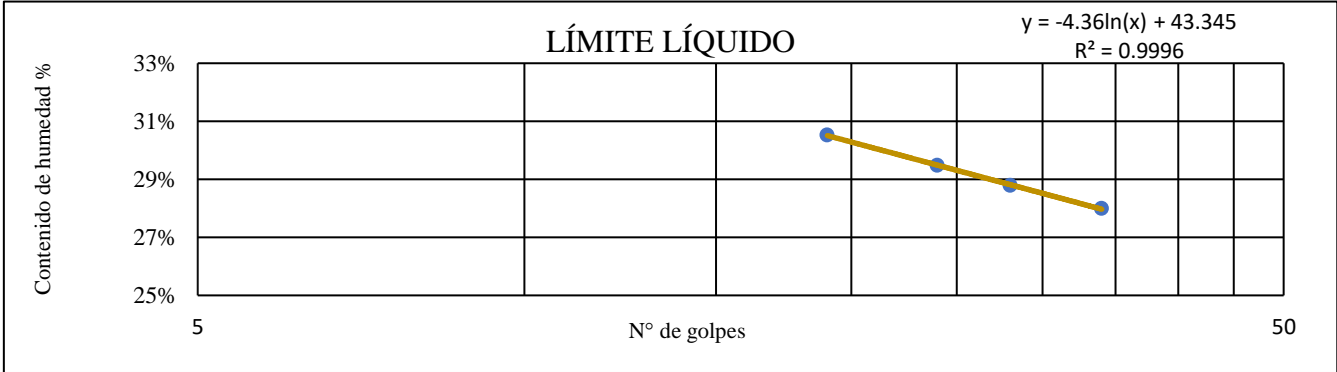 LÍMITE LÍQUIDO
y = -4.36ln(x) + 43.345
R² = 0.9996
Contenido de humedad %
33%
31%
29%
27%
25%
5
50
N° de golpes